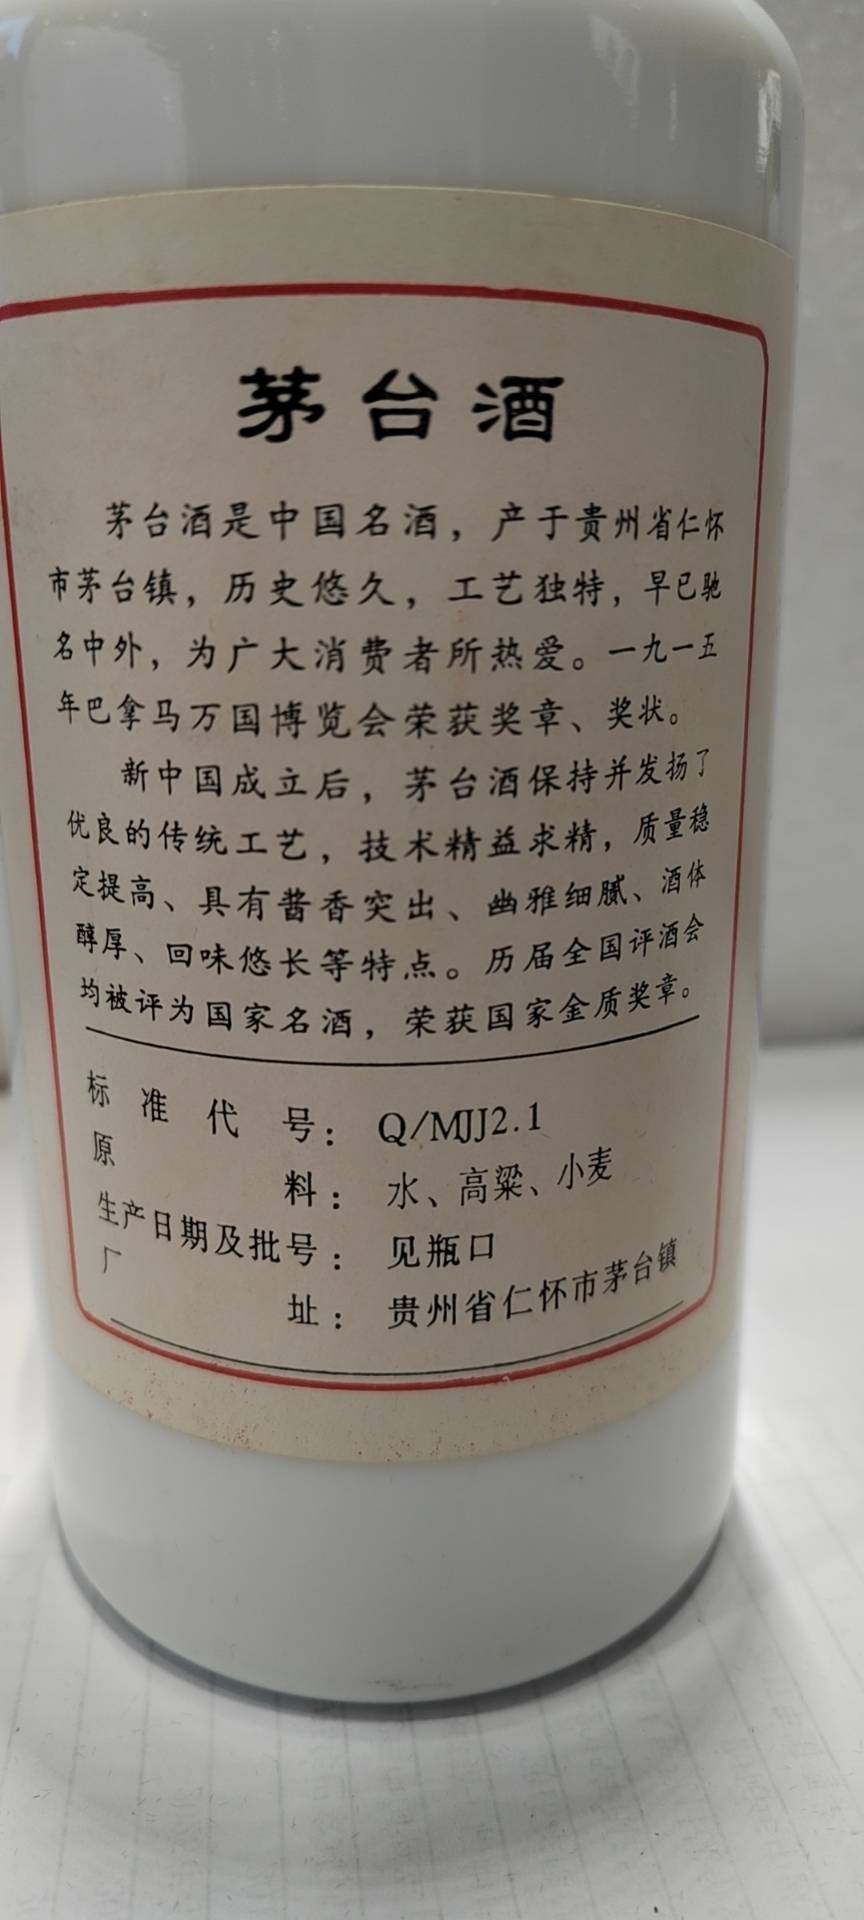 茅台酒
茅台酒是中国名酒，产于贵州省仁怀
市茅台镇，历史悠久，工艺独特，早已驰
名中外，为广大消费者所热爱。一九一五
年巴拿马万国博览会荣获奖章、奖状。
新中国成立后，茅台酒保持并发扬了
优良的传统工艺，技术精益求精，质量稳
定提高、具有酱香突出、幽雅细腻、酒体
醇厚、回味悠长等特点。历届全国评酒会
均被评为国家名酒，荣获国家金质奖章。
标准代号：Q/MJJ2.1
原料：水、高粱、小麦
生产日期及批号：见瓶口
厂址：贵州省仁怀市茅台镇